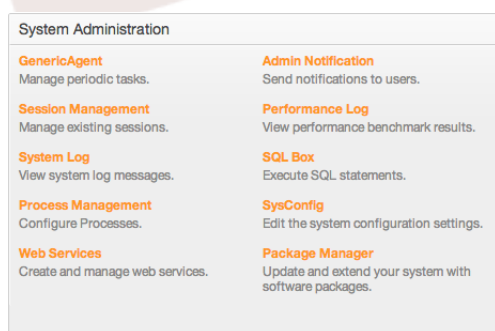 System Administration
GenericAgent
Manage periodic tasks.
Session Management
Manage existing sessions.
System Log
View system log messages.
Process Management
Configure Processes.
Web Services
Create and manage web services.
Admin Notification
Send notifications to users.
Performance Log
View performance benchmark results.
SQL Box
Execute SQL statements.
SysConfig
Edit the system configuration settings.
Package Manager
Update and extend your system with
software packages.